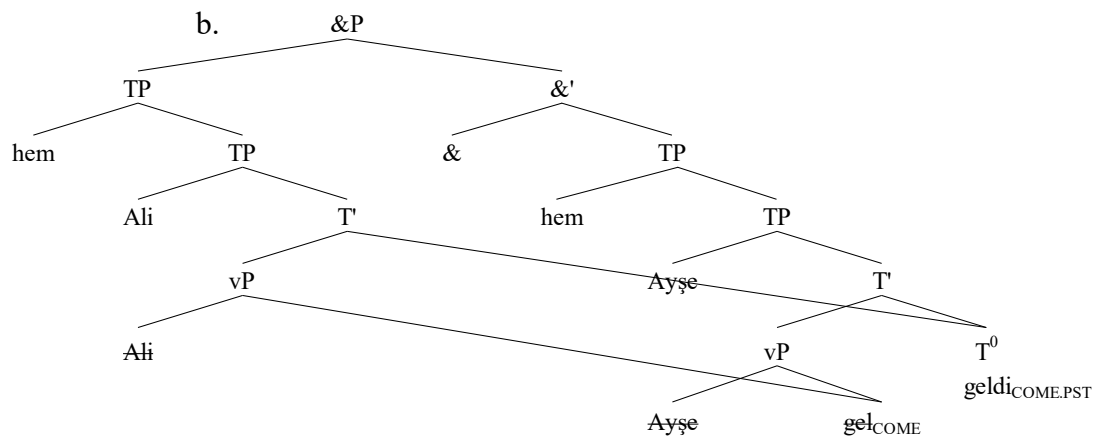 b. &P
TP &'
hem TP & TP
Ali T' hem TP
vP Ayşe T'
Ali vP T⁰
geldiCOME.PST
Ayşe gelCOME